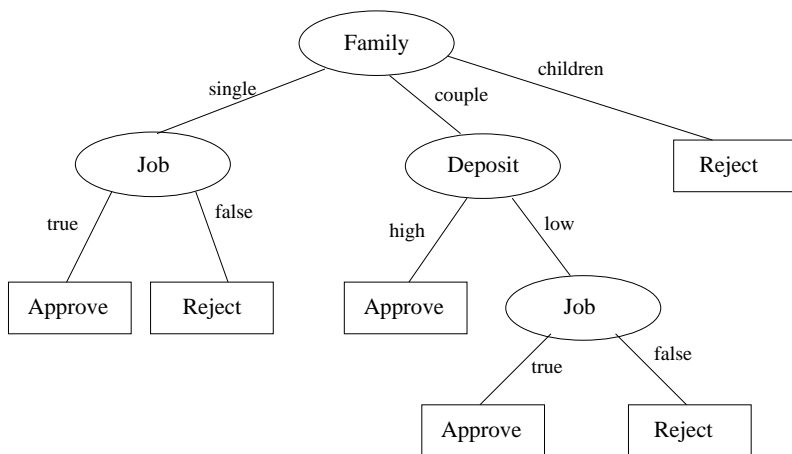 Family
single
couple
children
Job
Deposit
Reject
true
false
high
low
Approve
Reject
Approve
Job
true
false
Approve
Reject